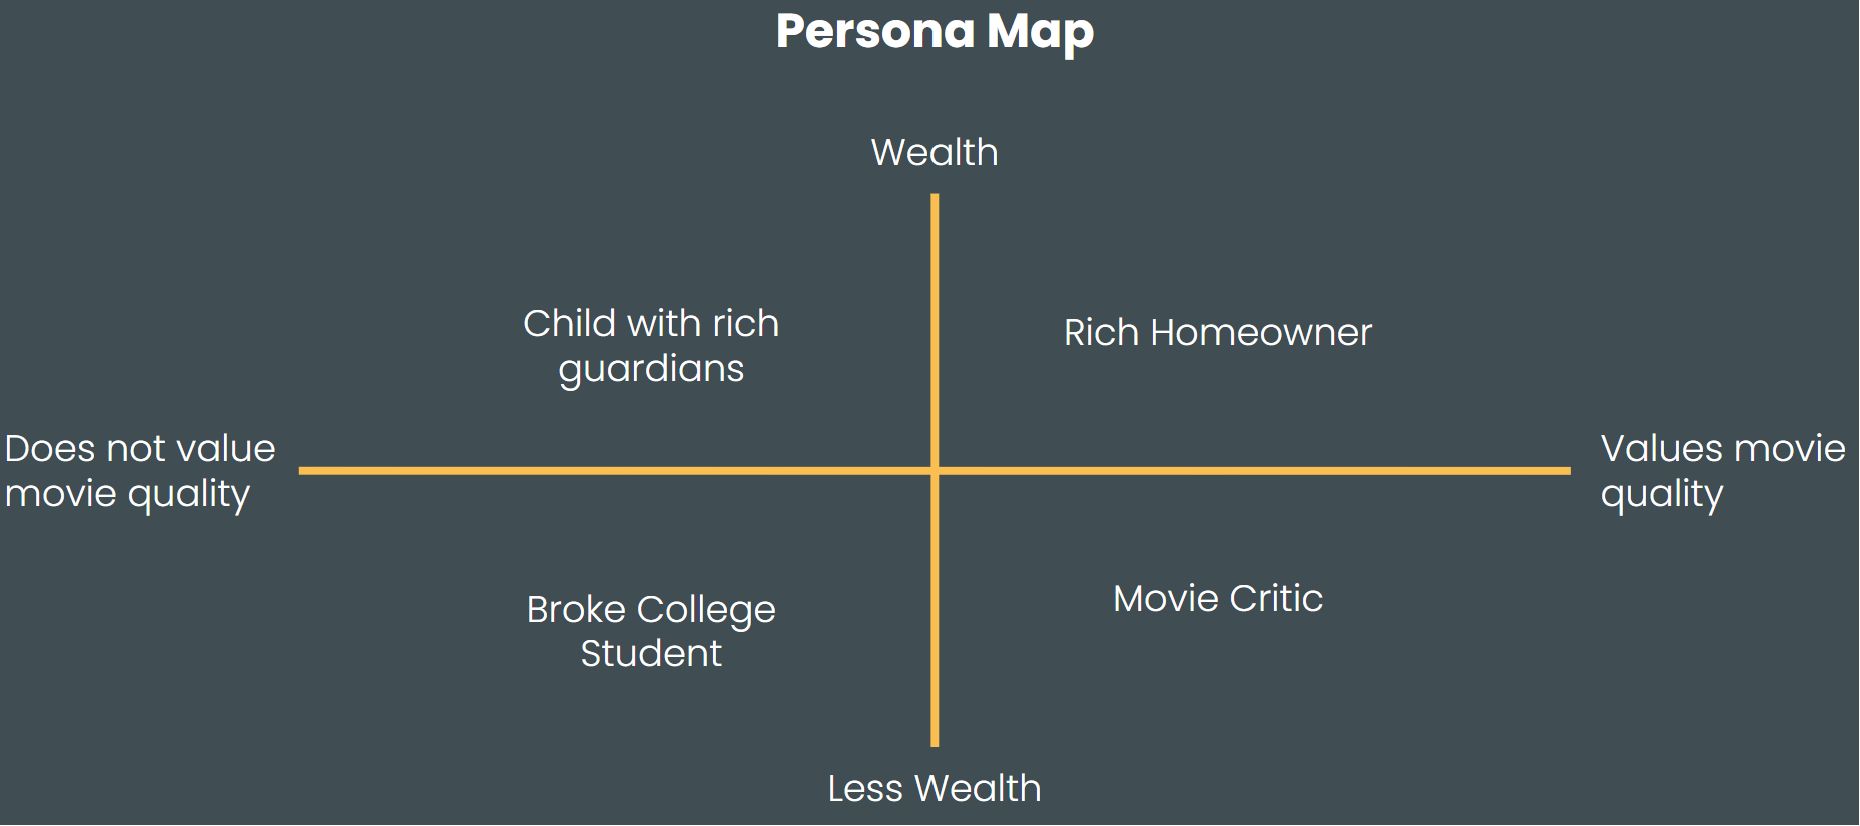 Persona Map
Wealth
Child with rich
guardians
Rich Homeowner
Does not value
movie quality
Values movie
quality
Broke College
Student
Movie Critic
Less Wealth